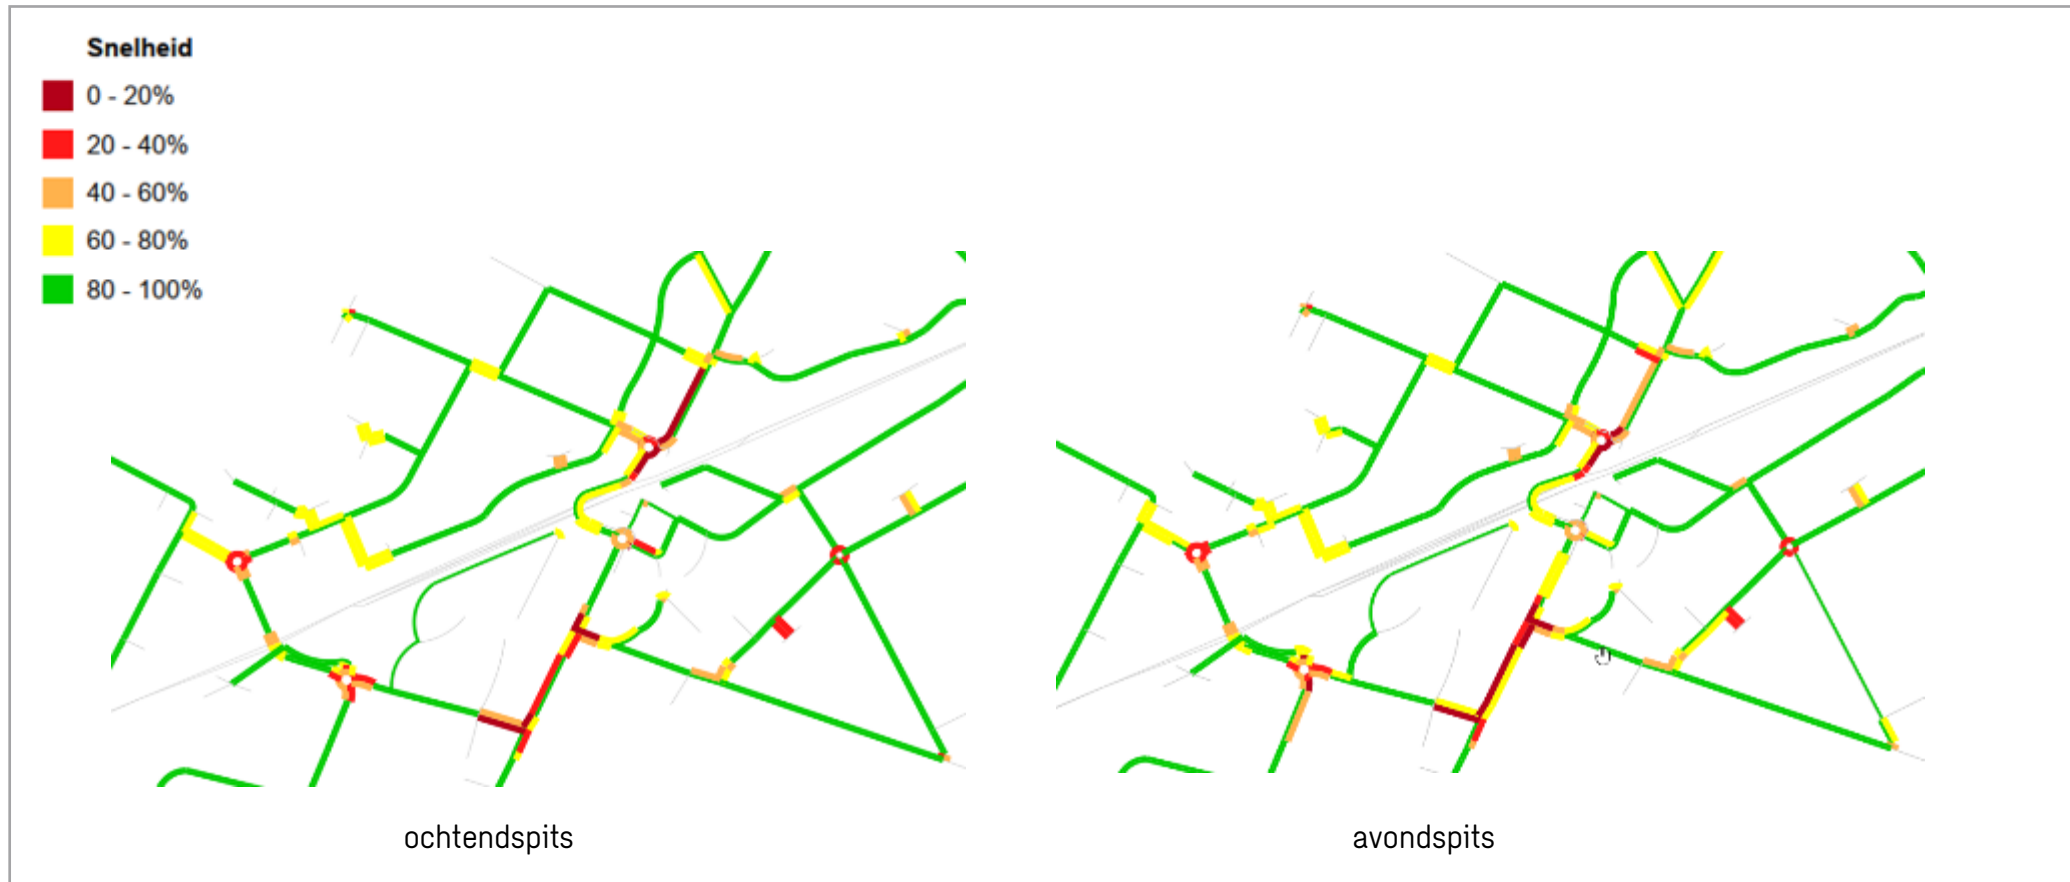 Snelheid
0 - 20%
20 - 40%
40 - 60%
60 - 80%
80 - 100%
ochtendspits
avondspits